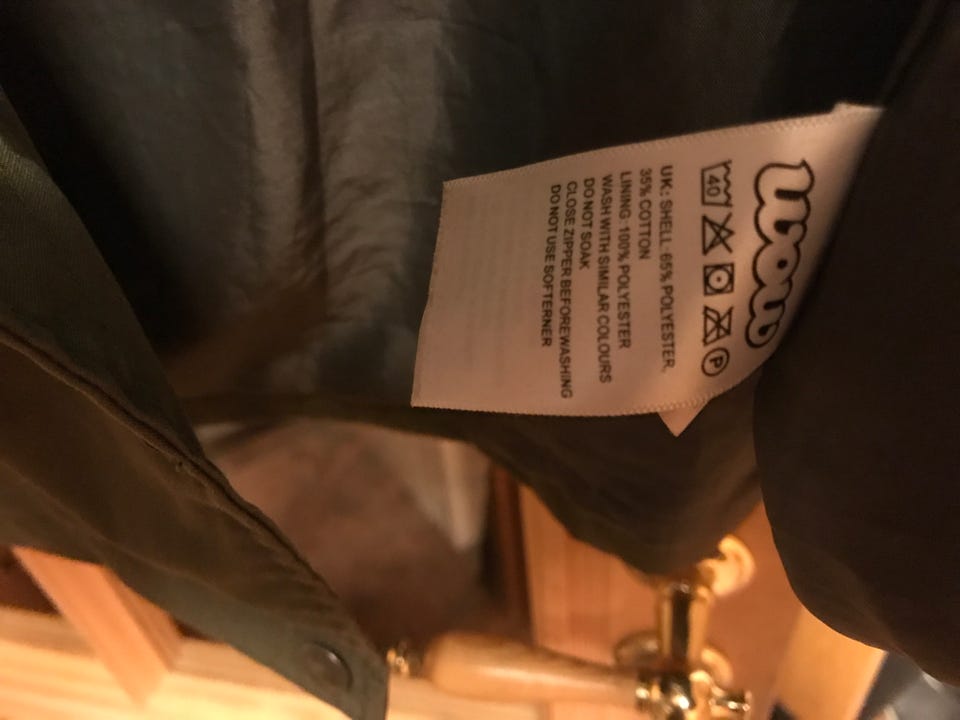 40 P
UK: SHELL: 65% POLYESTER,
35% COTTON
LINING: 100% POLYESTER
WASH WITH SIMILAR COLOURS
DO NOT SOAK
CLOSE ZIPPER BEFOREWASHING
DO NOT USE SOFTERNER